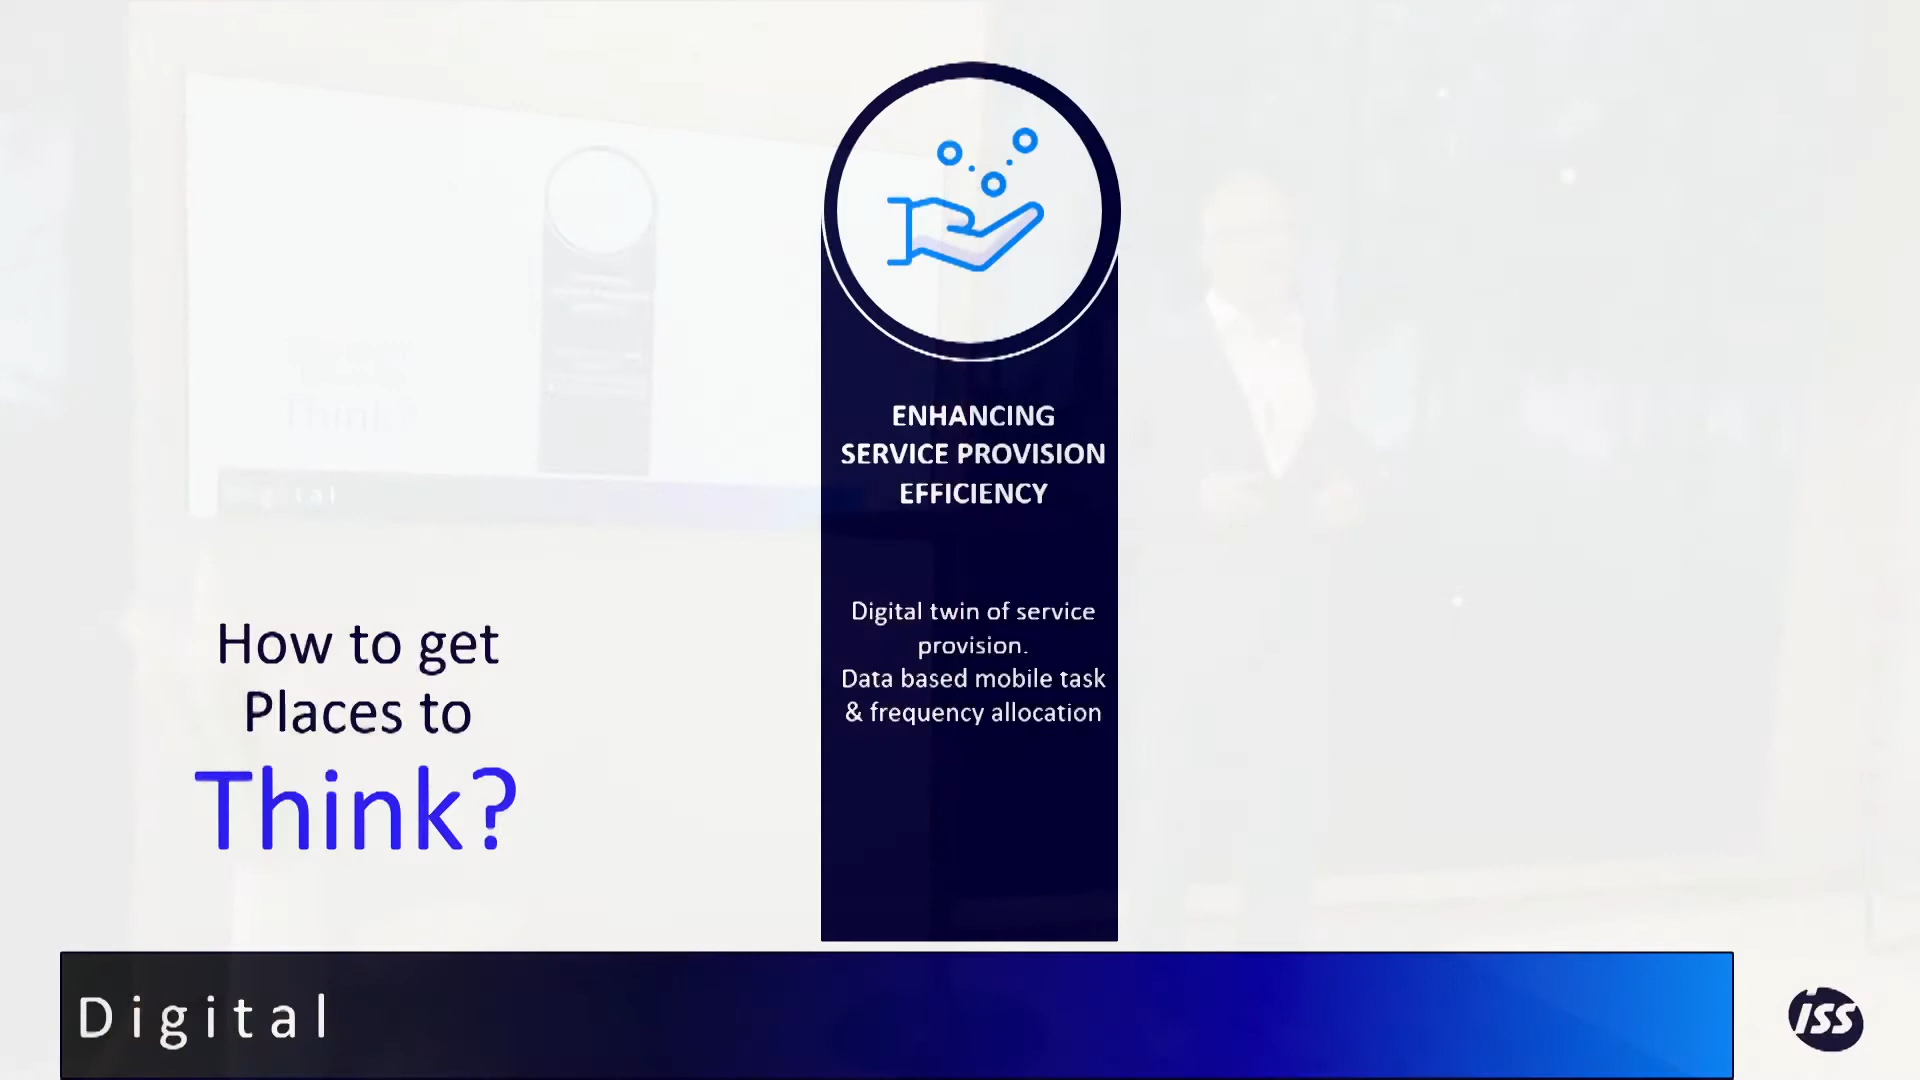 ENHANCING
SERVICE PROVISION
EFFICIENCY
Digital twin of service
provision.
Data based mobile task
& frequency allocation
How to get
Places to
Think?
Digital
iss